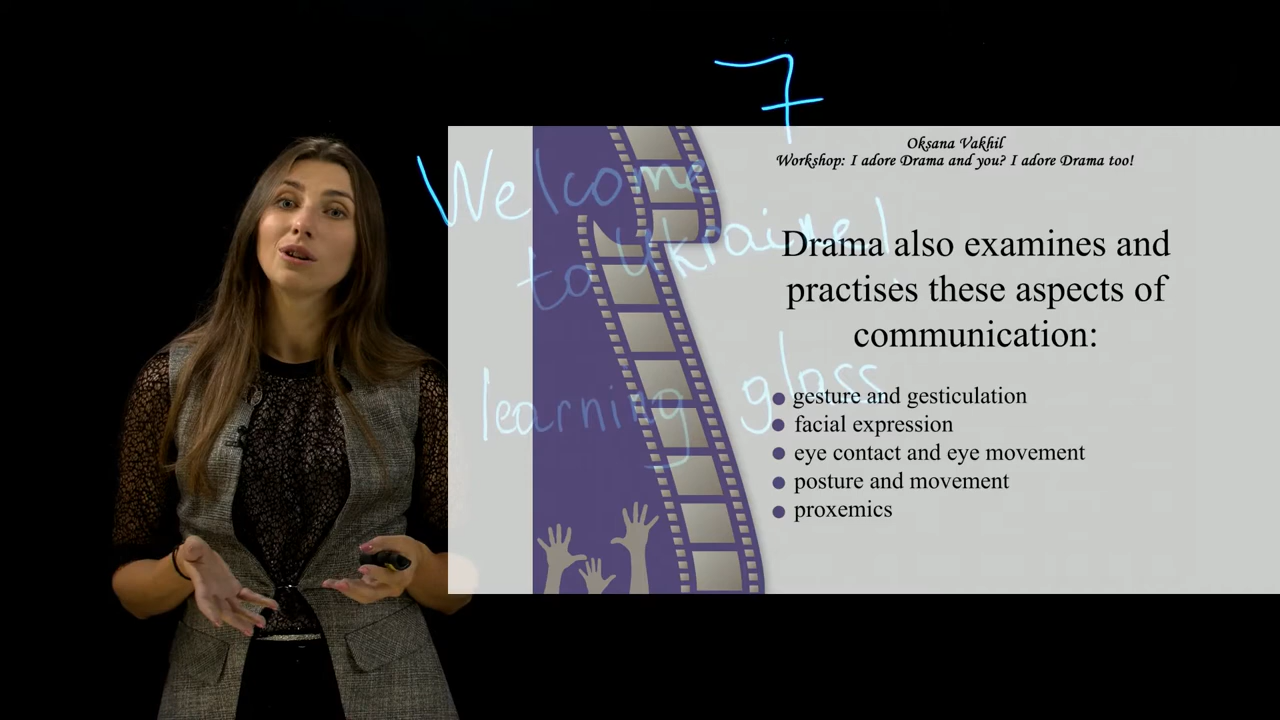 7
Welcome
to Ukraine!
learning glass
Oksana Vakhil
Workshop: I adore Drama and you? I adore Drama too!
Drama also examines and
practises these aspects of
communication:
gesture and gesticulation
facial expression
eye contact and eye movement
posture and movement
proxemics